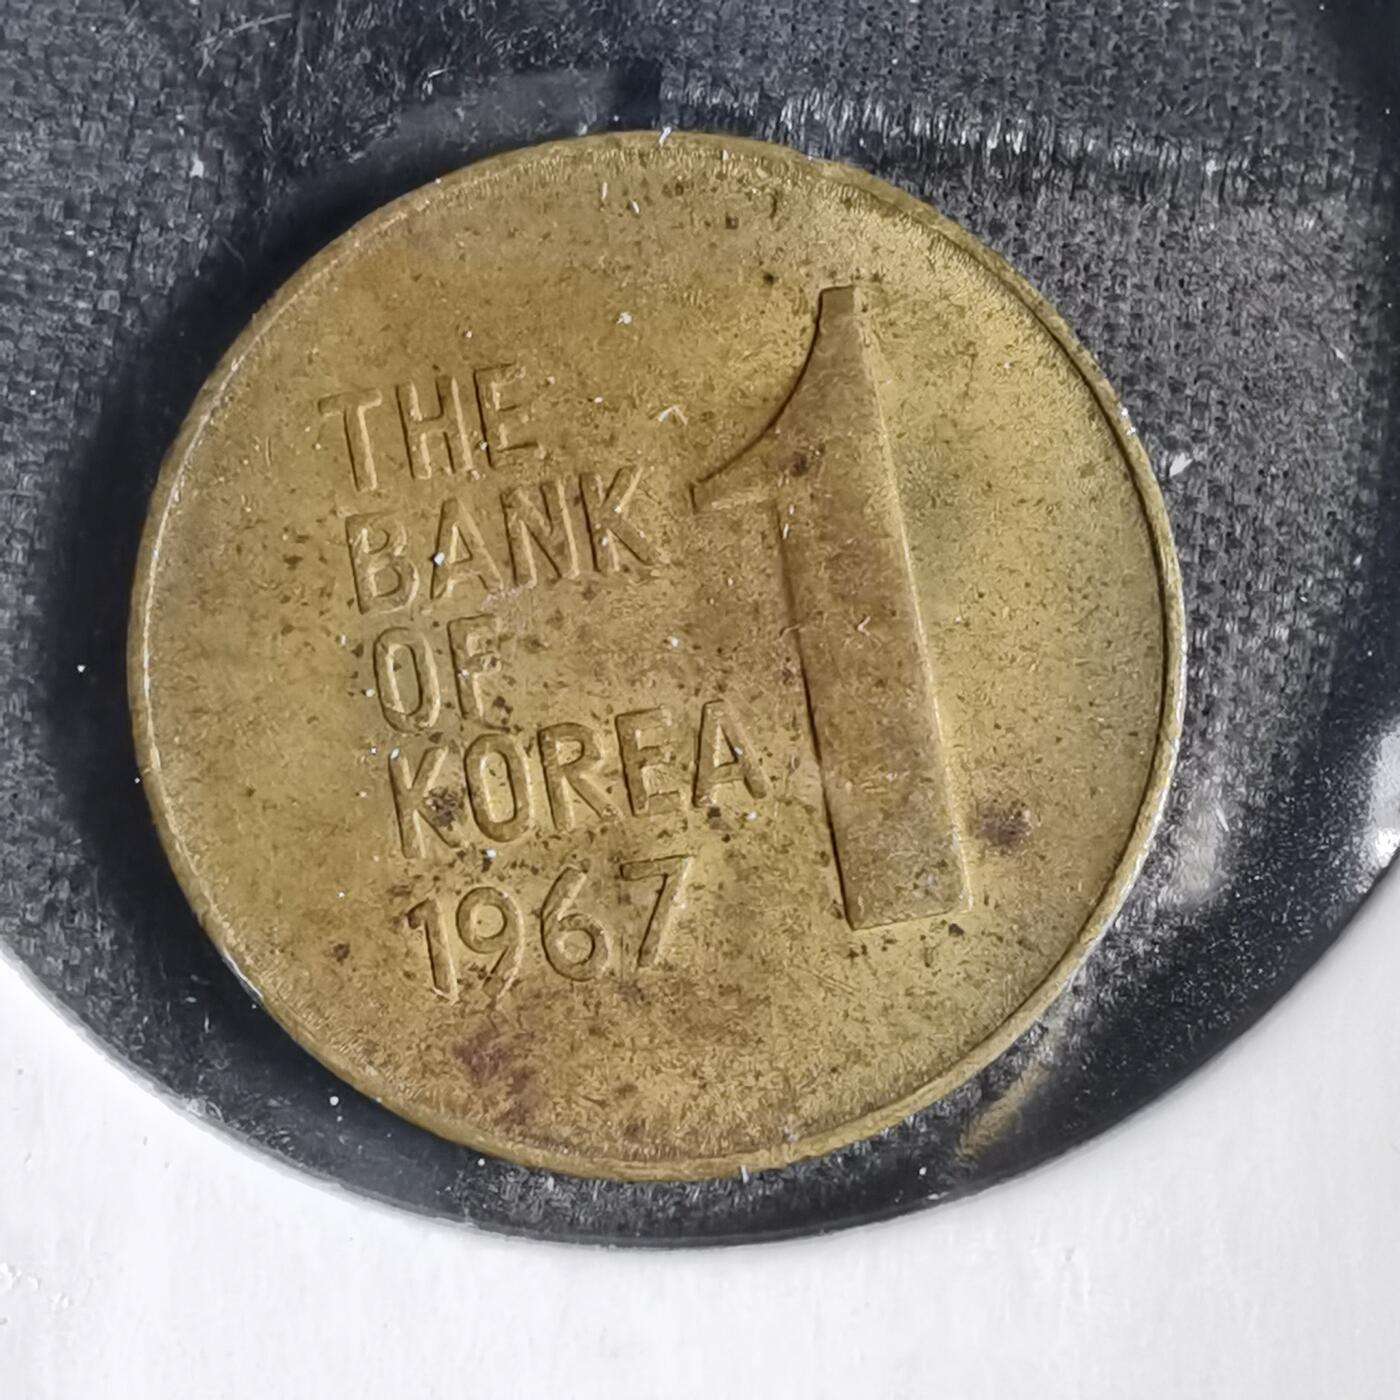 THE
BANK
OF
KOREA
1967
1